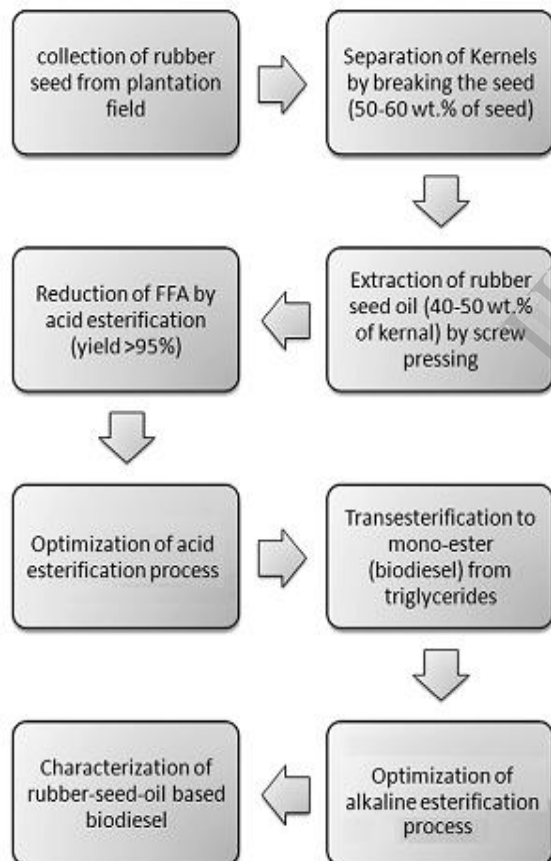 collection of rubber
seed from plantation
field
Separation of Kernels
by breaking the seed
(50-60 wt.% of seed)
Extraction of rubber
seed oil (40-50 wt.%
of kernal) by screw
pressing
Reduction of FFA by
acid esterification
(yield >95%)
Optimization of acid
esterification process
Transesterification to
mono-ester
(biodiesel) from
triglycerides
Optimization of
alkaline esterification
process
Characterization of
rubber-seed-oil based
biodiesel